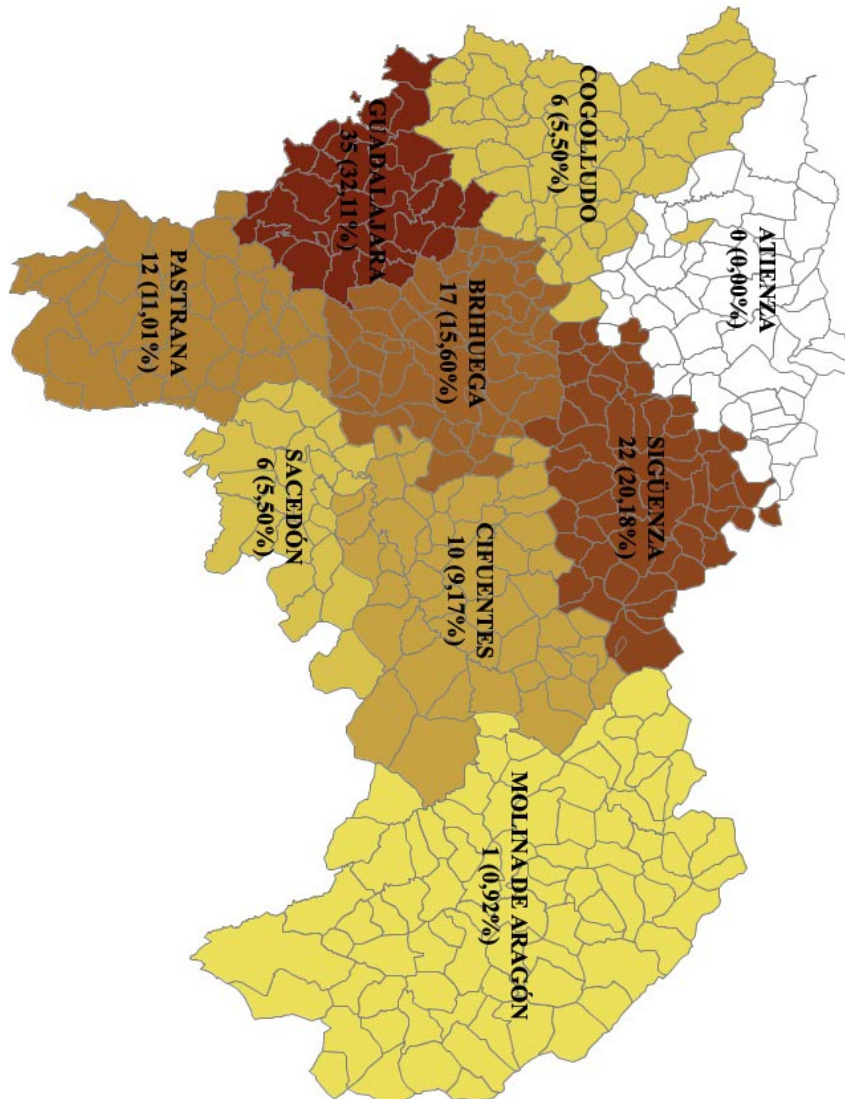 ATIENZA
0 (0,00%)
COGOLLUDO
6 (5,50%)
SIGÜENZA
22 (20,18%)
GUADALAJARA
35 (32,11%)
BRIHUEGA
17 (15,60%)
CIFUENTES
10 (9,17%)
MOLINA DE ARAGÓN
1 (0,92%)
PASTRANA
12 (11,01%)
SACEDÓN
6 (5,50%)